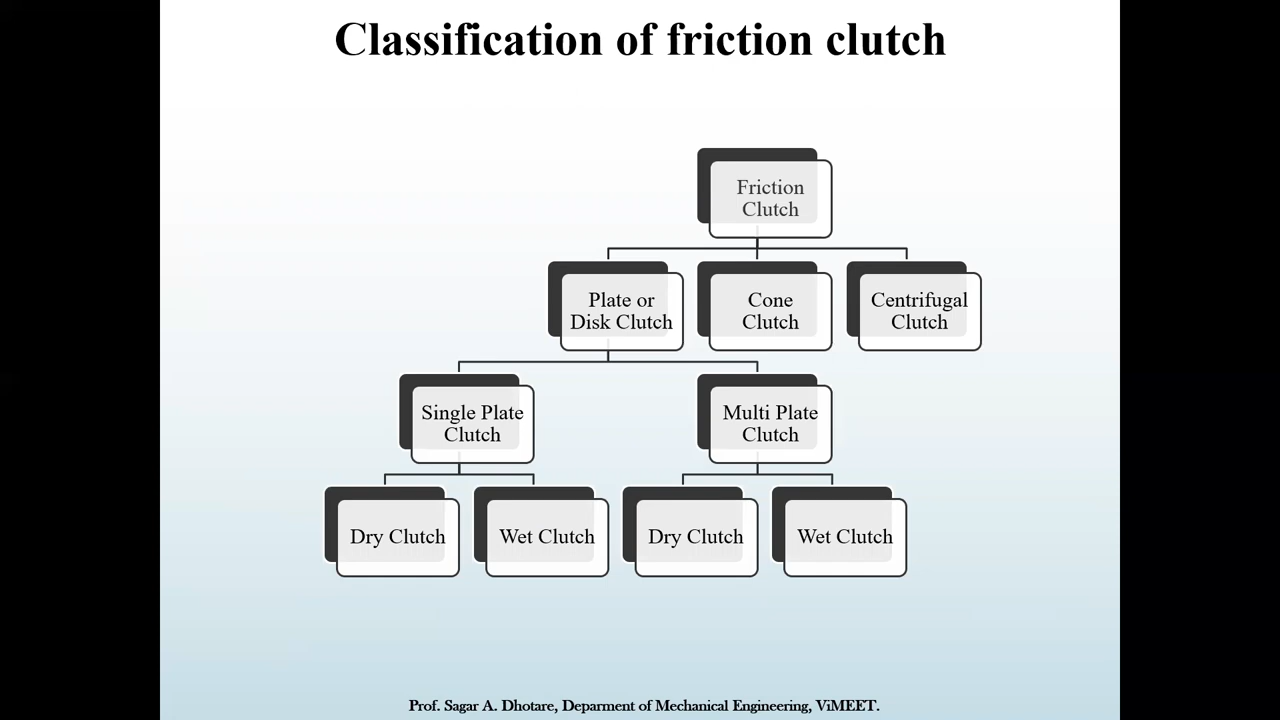 Classification of friction clutch
Friction
Clutch
Plate or
Disk Clutch
Cone
Clutch
Centrifugal
Clutch
Single Plate
Clutch
Multi Plate
Clutch
Dry Clutch
Wet Clutch
Dry Clutch
Wet Clutch
Prof. Sagar A. Dhotare, Deparment of Mechanical Engineering, ViMEET.